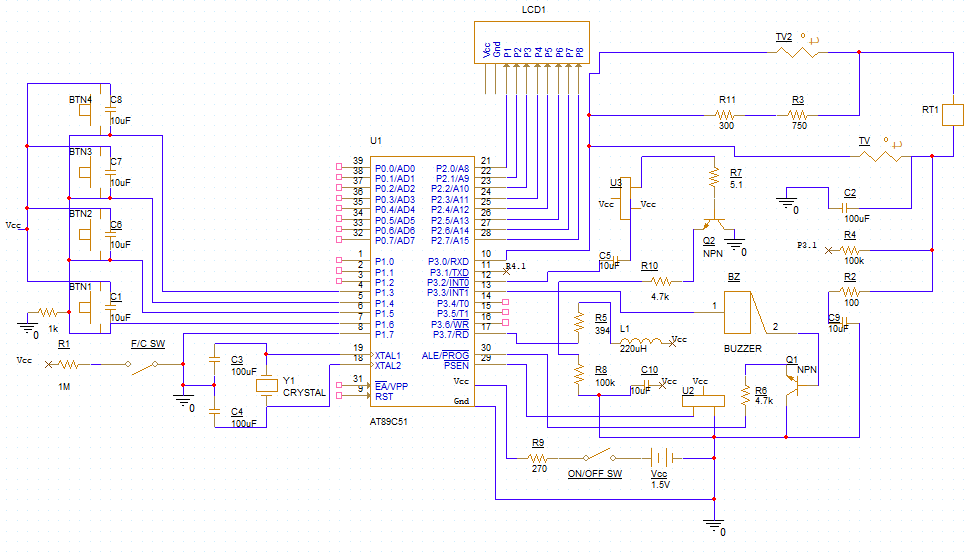 LCD1
Vcc
Gnd
P1
P2
P3
P4
P5
P6
P7
P8
TV2
BTN4
C8
10uF
R11
300
R3
750
RT1
BTN3
C7
10uF
U1
TV
39
38
37
36
35
34
33
32
P0.0/AD0
P0.1/AD1
P0.2/AD2
P0.3/AD3
P0.4/AD4
P0.5/AD5
P0.6/AD6
P0.7/AD7
P2.0/A8
P2.1/A9
P2.2/A10
P2.3/A11
P2.4/A12
P2.5/A13
P2.6/A14
P2.7/A15
21
22
23
24
25
26
27
28
U3
Vcc
Vcc
R7
5.1
0
C2
100uF
Vcc
BTN2
C6
10uF
Q2
NPN
0
P3.1
R4
100k
1
2
3
4
5
6
7
8
P1.0
P1.1
P1.2
P1.3
P1.4
P1.5
P1.6
P1.7
P3.0/RXD
P3.1/TXD
P3.2/INT0
P3.3/INT1
P3.4/T0
P3.5/T1
P3.6/WR
P3.7/RD
10
11
12
13
14
15
16
17
R4.1
C5
10uF
R10
4.7k
BZ
1
2
BUZZER
R2
100
C9
10uF
BTN1
C1
10uF
1k
0
R5
394
L1
220uH
Vcc
Vcc
R1
1M
F/C SW
0
C3
100uF
Y1
CRYSTAL
C4
100uF
19
18
XTAL1
XTAL2
31
9
EA/VPP
RST
ALE/PROG
PSEN
30
29
Vcc
Gnd
AT89C51
R8
100k
C10
10uF
Vcc
U2
Vcc
R6
4.7k
Q1
NPN
R9
270
ON/OFF SW
Vcc
1.5V
0